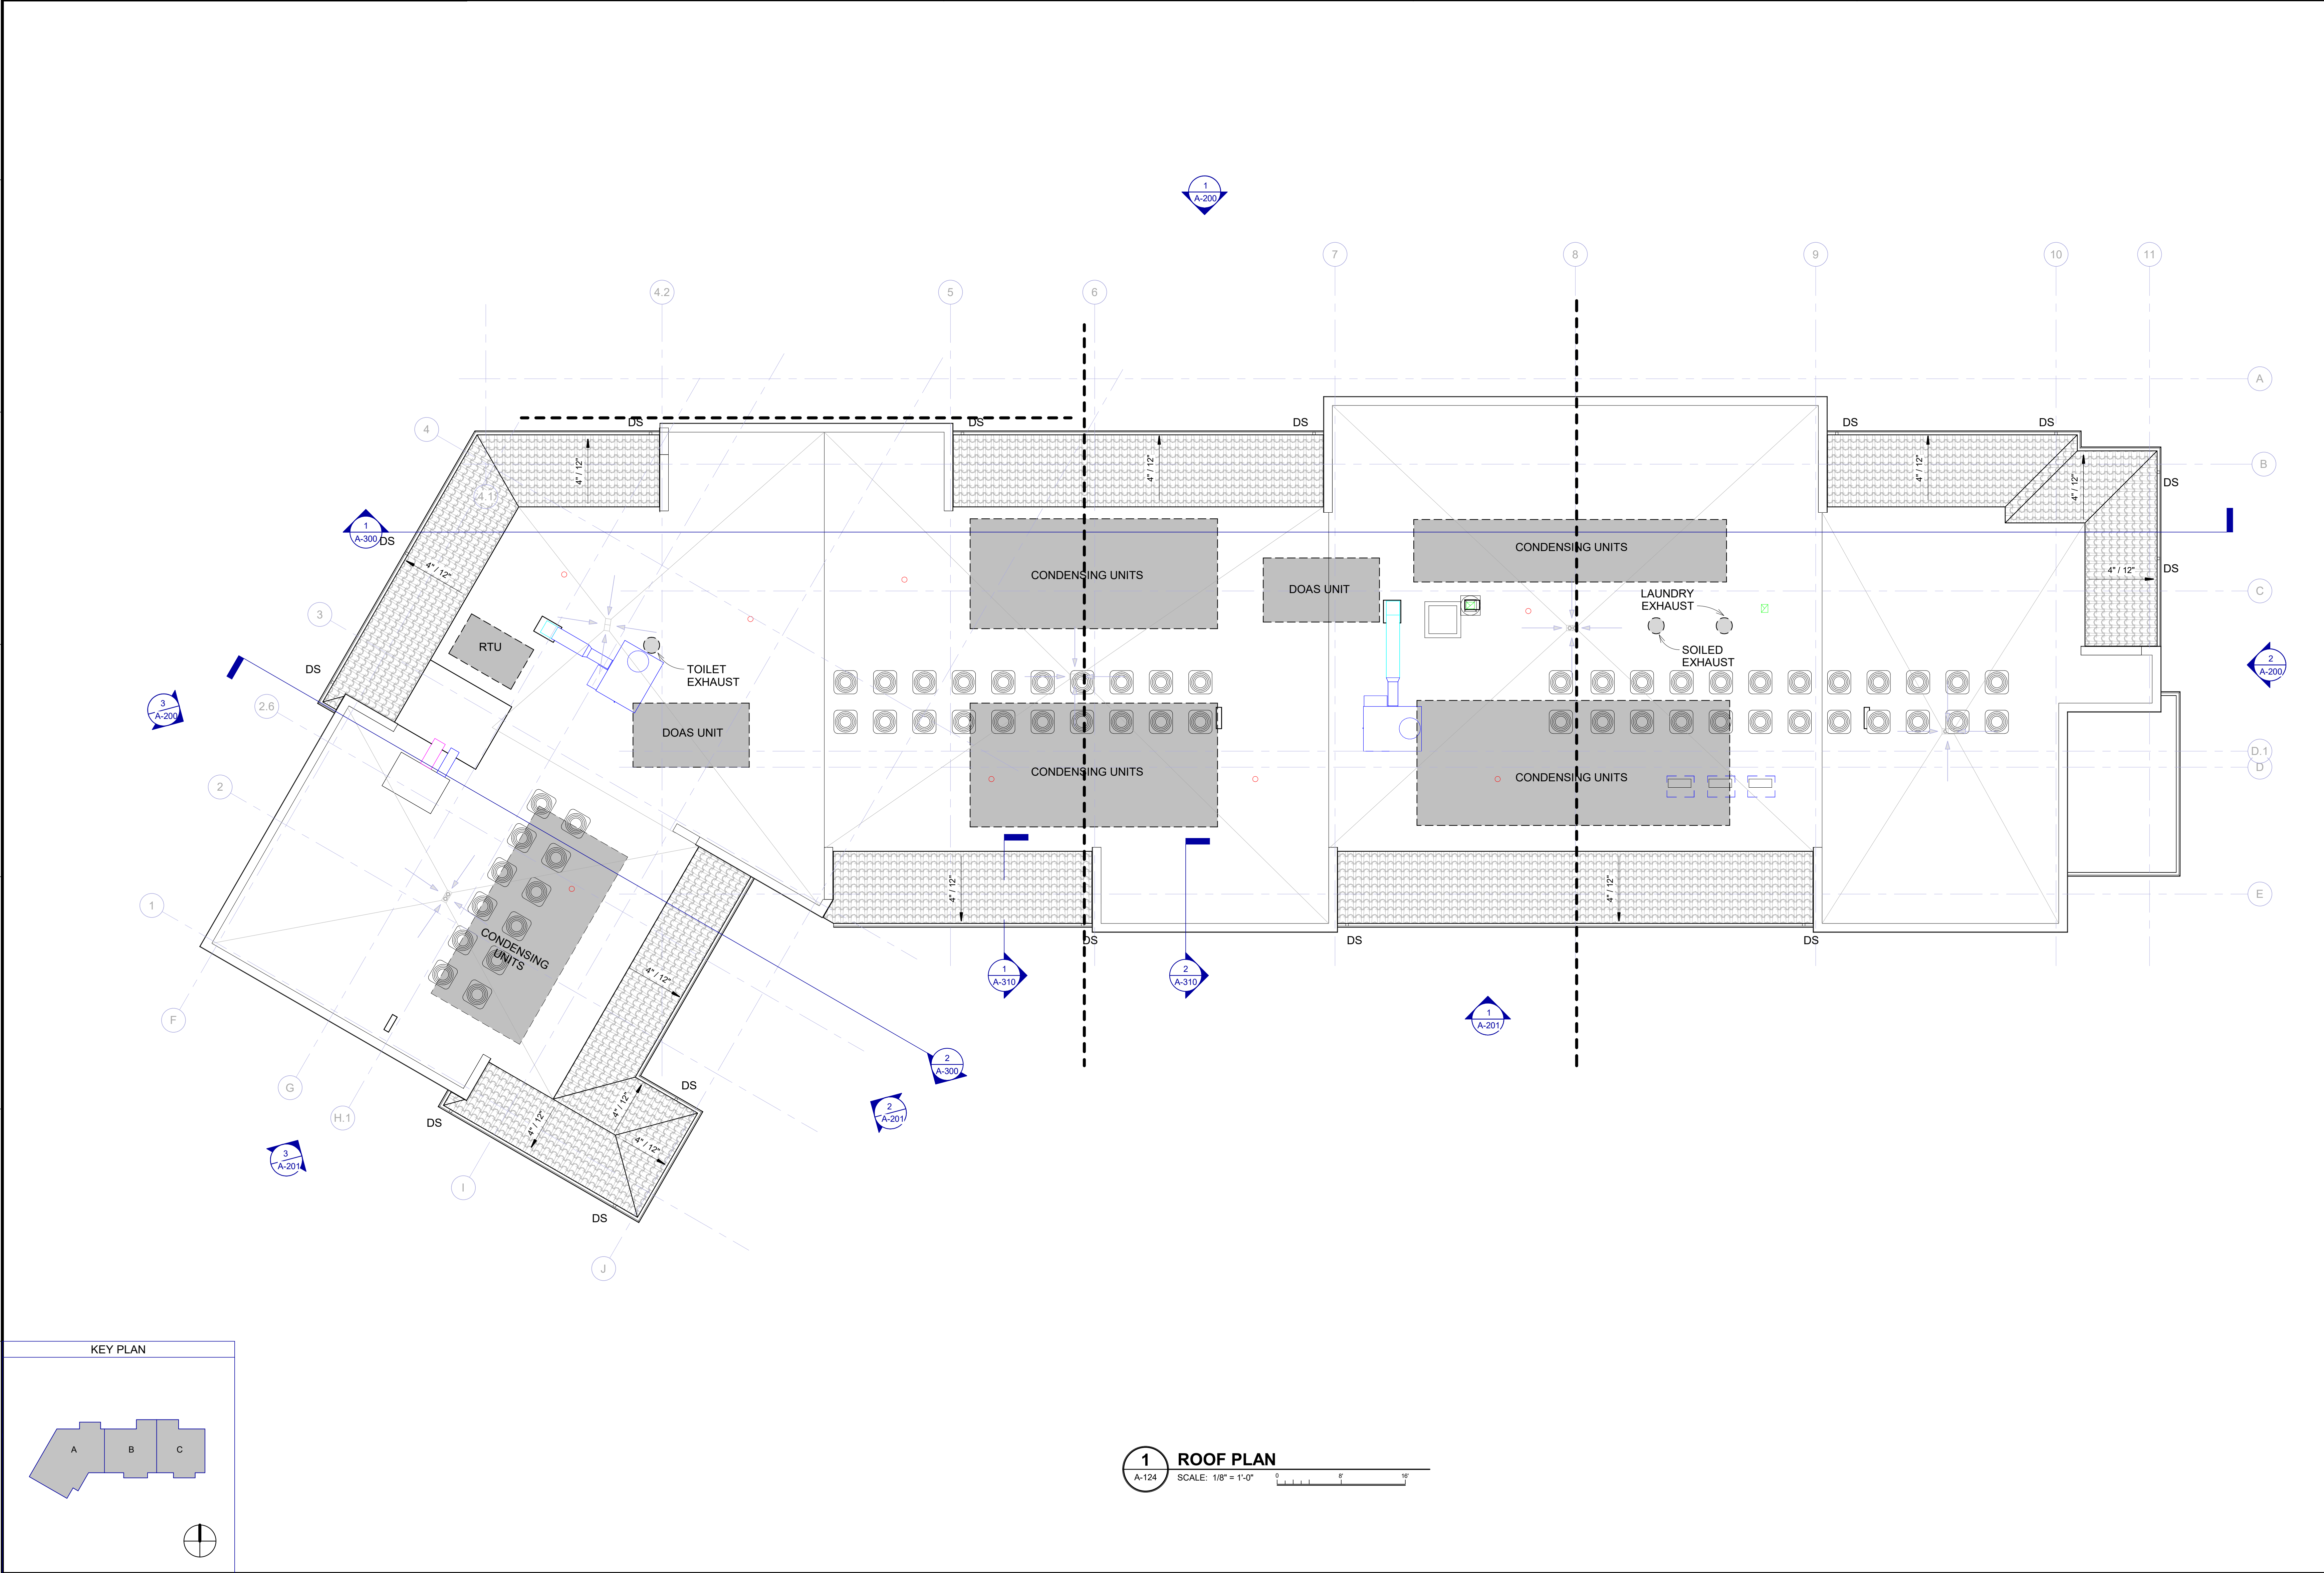 1
A-200
7
8
9
10
11
4.2
5
6
A
4
DS
DS
DS
DS
DS
B
4" / 12"
4" / 12"
4" / 12"
4" / 12"
4.1
DS
1
A-300
DS
CONDENSING UNITS
CONDENSING UNITS
4" / 12"
4" / 12"
DS
DOAS UNIT
C
LAUNDRY
EXHAUST
3
RTU
SOILED
EXHAUST
TOILET
EXHAUST
DS
2
A-200
3
A-200
2.6
DOAS UNIT
D.1
D
CONDENSING UNITS
CONDENSING UNITS
2
4" / 12"
4" / 12"
E
1
CONDENSING
UNITS
DS
DS
DS
4" / 12"
1
A-310
2
A-310
1
A-201
F
2
A-300
G
DS
4" / 12"
H.1
2
A-201
DS
4" / 12"
4" / 12"
3
A-201
I
DS
J
KEY PLAN
A
B
C
1
A-124
ROOF PLAN
SCALE: 1/8" = 1'-0"
0
8'
16'